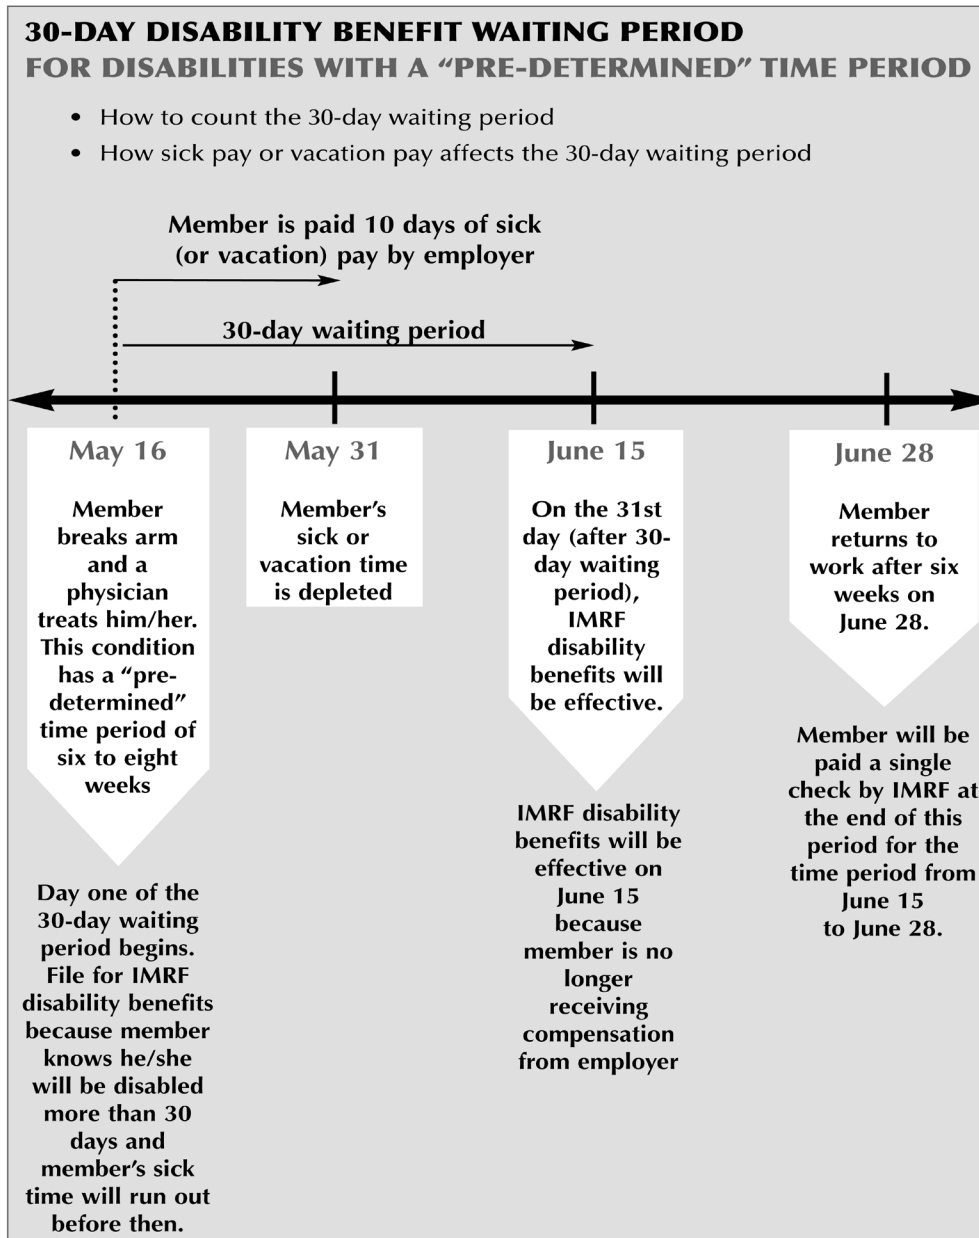 30-DAY DISABILITY BENEFIT WAITING PERIOD
FOR DISABILITIES WITH A “PRE-DETERMINED” TIME PERIOD
• How to count the 30-day waiting period
• How sick pay or vacation pay affects the 30-day waiting period
Member is paid 10 days of sick
(or vacation) pay by employer
30-day waiting period
May 16
Member
breaks arm
and a
physician
treats him/her.
This condition
has a “pre-
determined”
time period of
six to eight
weeks
Day one of the
30-day waiting
period begins.
File for IMRF
disability benefits
because member
knows he/she
will be disabled
more than 30
days and
member’s sick
time will run out
before then.
May 31
Member’s
sick or
vacation time
is depleted
June 15
On the 31st
day (after 30-
day waiting
period),
IMRF
disability
benefits will
be effective.
IMRF disability
benefits will be
effective on
June 15
because
member is no
longer
receiving
compensation
from employer
June 28
Member
returns to
work after six
weeks on
June 28.
Member will be
paid a single
check by IMRF at
the end of this
period for the
time period from
June 15
to June 28.